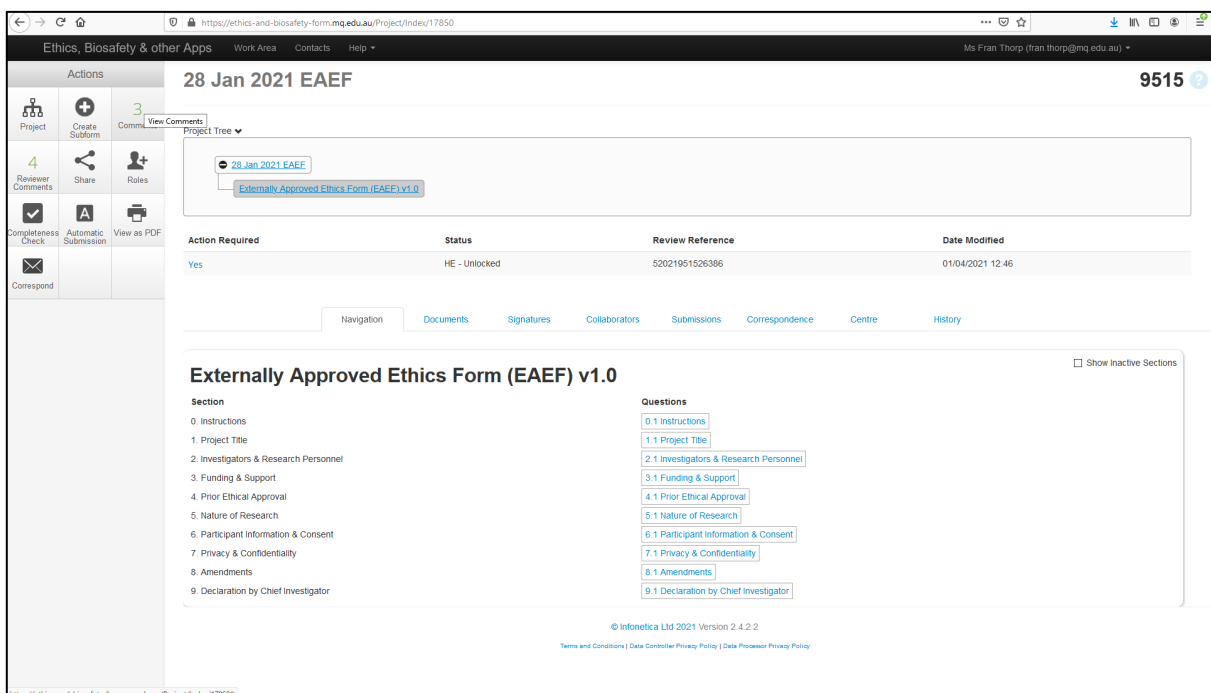 https://ethics-and-biosafety-form.mq.edu.au/Project/Index/17850
Ethics, Biosafety & other Apps Work Area Contacts Help Ms Fran Thorp (fran.thorp@mq.edu.au)
Actions
28 Jan 2021 EAEF 9515 ?
Project Create Subform 3 Comments
View Comments
Project Tree
28 Jan 2021 EAEF
Externally Approved Ethics Form (EAEF) v1.0
4 Reviewer Comments Share Roles
Completeness Check A Automatic Submission View as PDF
Correspond
Action Required Status Review Reference Date Modified
Yes HE - Unlocked 52021951526386 01/04/2021 12:46
Navigation Documents Signatures Collaborators Submissions Correspondence Centre History
Show Inactive Sections
Externally Approved Ethics Form (EAEF) v1.0
Section Questions
0. Instructions 0.1 Instructions
1. Project Title 1.1 Project Title
2. Investigators & Research Personnel 2.1 Investigators & Research Personnel
3. Funding & Support 3.1 Funding & Support
4. Prior Ethical Approval 4.1 Prior Ethical Approval
5. Nature of Research 5.1 Nature of Research
6. Participant Information & Consent 6.1 Participant Information & Consent
7. Privacy & Confidentiality 7.1 Privacy & Confidentiality
8. Amendments 8.1 Amendments
9. Declaration by Chief Investigator 9.1 Declaration by Chief Investigator
© Infonetica Ltd 2021 Version 2.4.2.2
Terms and Conditions | Data Controller Privacy Policy | Data Processor Privacy Policy